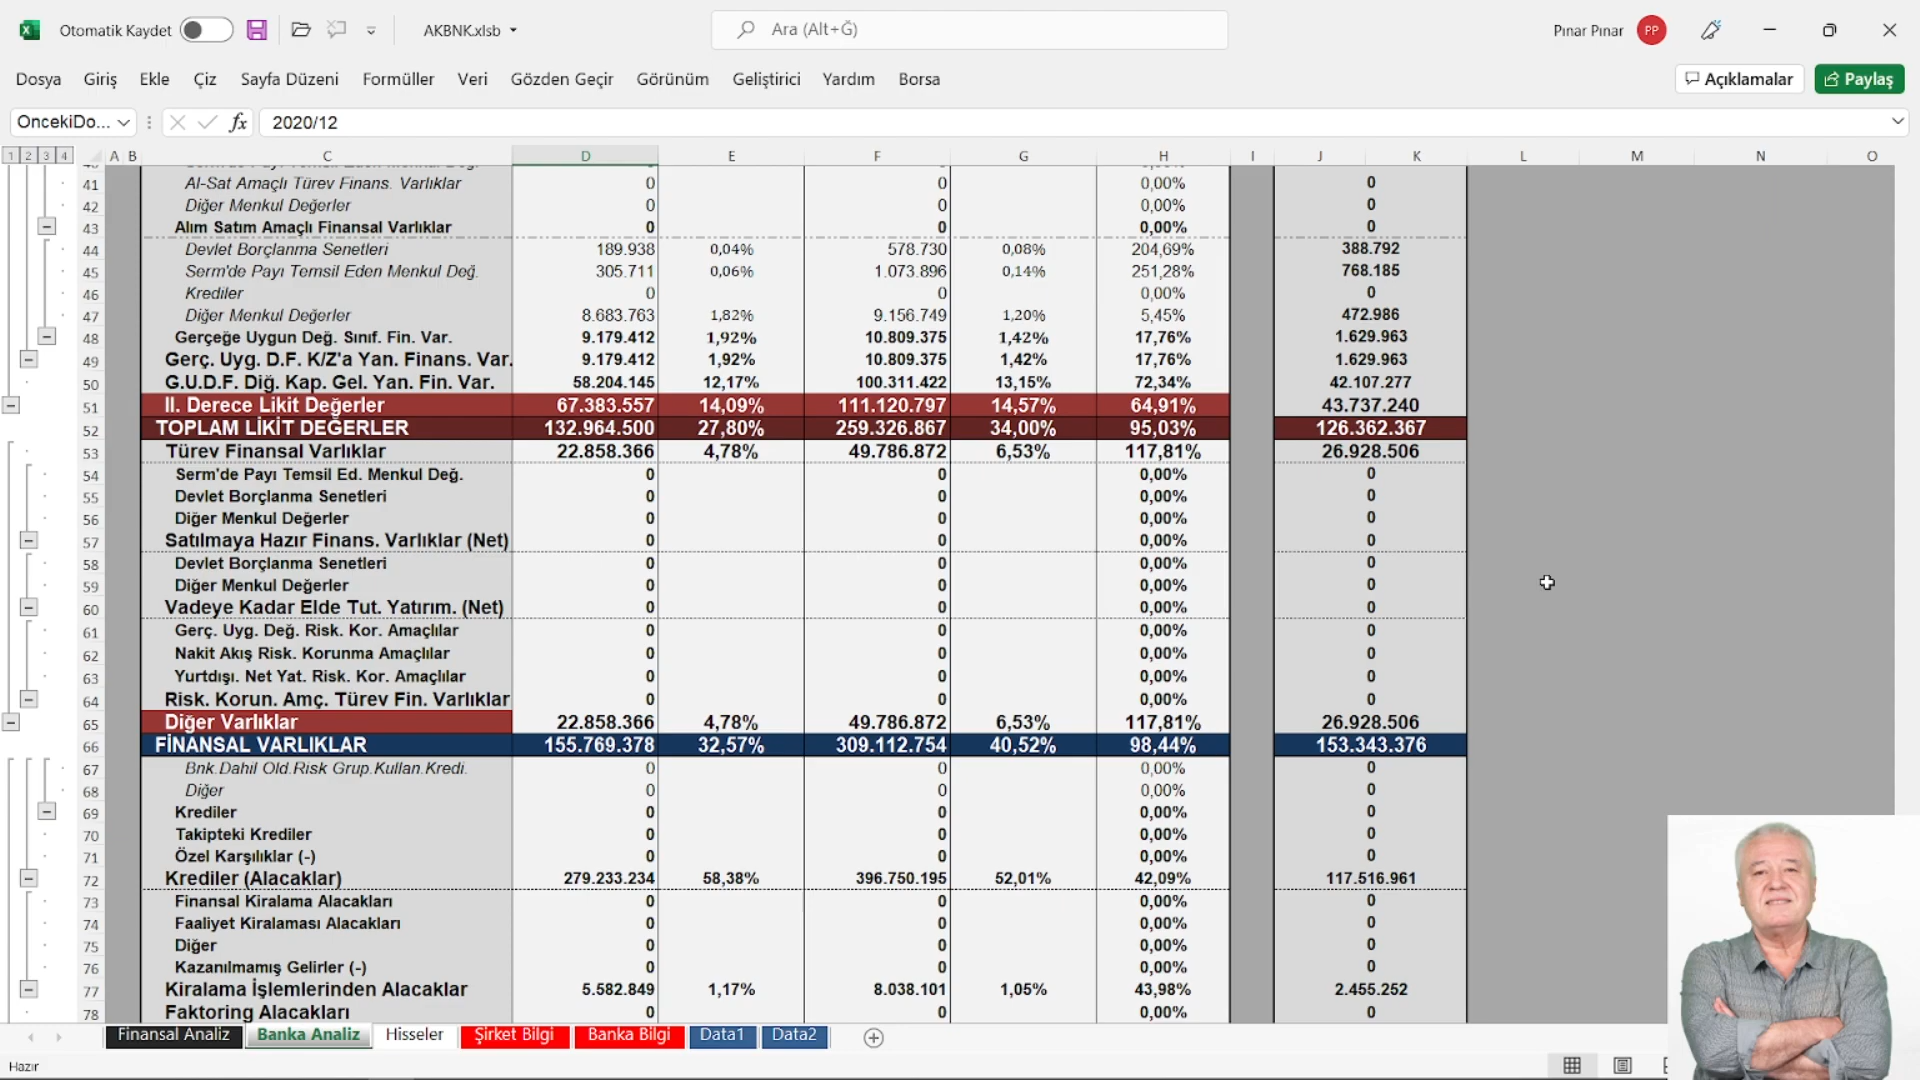 Otomatik Kaydet AKBNK.xlsb Ara (Alt+Ğ) Pınar Pınar PP
Dosya Giriş Ekle Çiz Sayfa Düzeni Formüller Veri Gözden Geçir Görünüm Geliştirici Yardım Borsa Açıklamalar Paylaş
OncekiDo... fx 2020/12
1 2 3 4 A B C D E F G H I J K L M N O
41 Al-Sat Amaçlı Türev Finans. Varlıklar 0 0 0,00% 0
42 Diğer Menkul Değerler 0 0 0,00% 0
43 Alım Satım Amaçlı Finansal Varlıklar 0 0 0,00% 0
44 Devlet Borçlanma Senetleri 189.938 0,04% 578.730 0,08% 204,69% 388.792
45 Serm'de Payı Temsil Eden Menkul Değ. 305.711 0,06% 1.073.896 0,14% 251,28% 768.185
46 Krediler 0 0 0,00% 0
47 Diğer Menkul Değerler 8.683.763 1,82% 9.156.749 1,20% 5,45% 472.986
48 Gerçeğe Uygun Değ. Sınıf. Fin. Var. 9.179.412 1,92% 10.809.375 1,42% 17,76% 1.629.963
49 Gerç. Uyg. D.F. K/Z'a Yan. Finans. Var. 9.179.412 1,92% 10.809.375 1,42% 17,76% 1.629.963
50 G.U.D.F. Diğ. Kap. Gel. Yan. Fin. Var. 58.204.145 12,17% 100.311.422 13,15% 72,34% 42.107.277
51 II. Derece Likit Değerler 67.383.557 14,09% 111.120.797 14,57% 64,91% 43.737.240
52 TOPLAM LİKİT DEĞERLER 132.964.500 27,80% 259.326.867 34,00% 95,03% 126.362.367
53 Türev Finansal Varlıklar 22.858.366 4,78% 49.786.872 6,53% 117,81% 26.928.506
54 Serm'de Payı Temsil Ed. Menkul Değ. 0 0 0,00% 0
55 Devlet Borçlanma Senetleri 0 0 0,00% 0
56 Diğer Menkul Değerler 0 0 0,00% 0
57 Satılmaya Hazır Finans. Varlıklar (Net) 0 0 0,00% 0
58 Devlet Borçlanma Senetleri 0 0 0,00% 0
59 Diğer Menkul Değerler 0 0 0,00% 0
60 Vadeye Kadar Elde Tut. Yatırım. (Net) 0 0 0,00% 0
61 Gerç. Uyg. Değ. Risk. Kor. Amaçlılar 0 0 0,00% 0
62 Nakit Akış Risk. Korunma Amaçlılar 0 0 0,00% 0
63 Yurtdışı. Net Yat. Risk. Kor. Amaçlılar 0 0 0,00% 0
64 Risk. Korun. Amç. Türev Fin. Varlıklar 0 0 0,00% 0
65 Diğer Varlıklar 22.858.366 4,78% 49.786.872 6,53% 117,81% 26.928.506
66 FİNANSAL VARLIKLAR 155.769.378 32,57% 309.112.754 40,52% 98,44% 153.343.376
67 Bnk.Dahil Old.Risk Grup.Kullan.Kredi. 0 0 0,00% 0
68 Diğer 0 0 0,00% 0
69 Krediler 0 0 0,00% 0
70 Takipteki Krediler 0 0 0,00% 0
71 Özel Karşılıklar (-) 0 0 0,00% 0
72 Krediler (Alacaklar) 279.233.234 58,38% 396.750.195 52,01% 42,09% 117.516.961
73 Finansal Kiralama Alacakları 0 0 0,00% 0
74 Faaliyet Kiralaması Alacakları 0 0 0,00% 0
75 Diğer 0 0 0,00% 0
76 Kazanılmamış Gelirler (-) 0 0 0,00% 0
77 Kiralama İşlemlerinden Alacaklar 5.582.849 1,17% 8.038.101 1,05% 43,98% 2.455.252
78 Faktoring Alacakları 0 0 0,00% 0
Finansal Analiz Banka Analiz Hisseler Şirket Bilgi Banka Bilgi Data1 Data2
Hazır